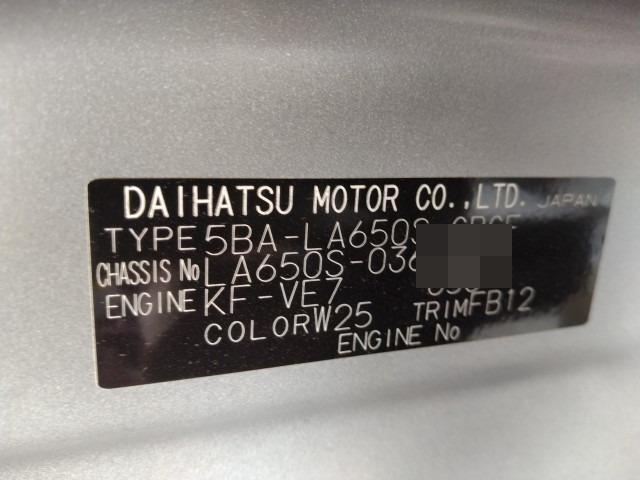 DAIHATSU MOTOR CO.,LTD. JAPAN
TYPE 5BA-LA650S
CHASSIS No LA650S-036
ENGINE KF-VE7
COLOR W25 TRIM FB12
ENGINE No